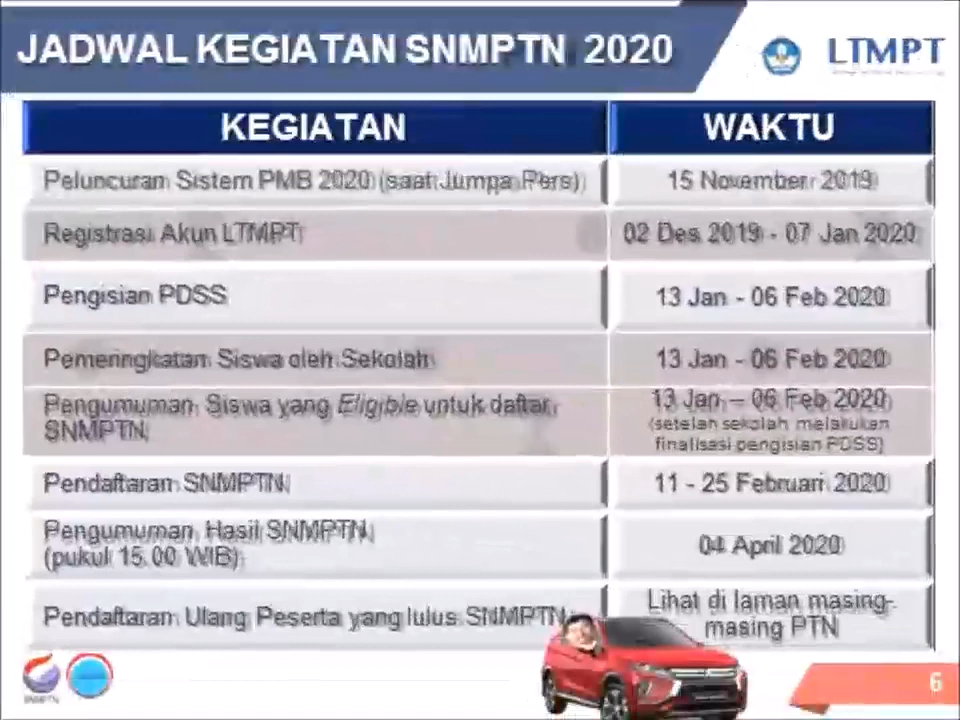 JADWAL KEGIATAN SNMPTN 2020
LTMPT
KEGIATAN
WAKTU
Peluncuran Sistem PMB 2020 (saat Jumpa Pers)
15 November 2019
Registrasi Akun LTMPT
02 Des 2019 - 07 Jan 2020
Pengisian PDSS
13 Jan - 06 Feb 2020
Pemeringkatan Siswa oleh Sekolah
13 Jan - 06 Feb 2020
Pengumuman Siswa yang Eligible untuk daftar
SNMPTN
13 Jan – 06 Feb 2020
(setelah sekolah melakukan
finalisasi pengisian PDSS)
Pendaftaran SNMPTN
11 - 25 Februari 2020
Pengumuman Hasil SNMPTN
(pukul 15.00 WIB)
04 April 2020
Pendaftaran Ulang Peserta yang lulus SNMPTN
Lihat di laman masing-
masing PTN
SNMPTN
6